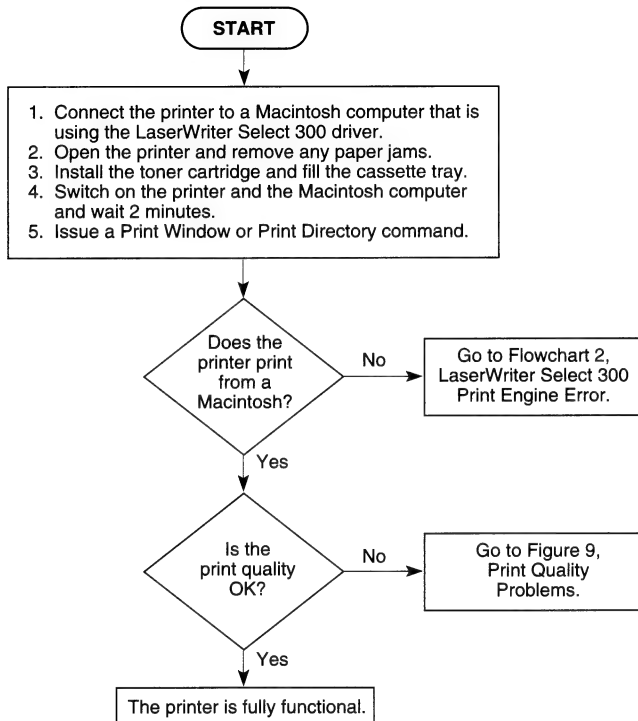 START
1. Connect the printer to a Macintosh computer that is
using the LaserWriter Select 300 driver.
2. Open the printer and remove any paper jams.
3. Install the toner cartridge and fill the cassette tray.
4. Switch on the printer and the Macintosh computer
and wait 2 minutes.
5. Issue a Print Window or Print Directory command.
Does the
printer print
from a
Macintosh?
No
Go to Flowchart 2,
LaserWriter Select 300
Print Engine Error.
Yes
Is the
print quality
OK?
No
Go to Figure 9,
Print Quality
Problems.
Yes
The printer is fully functional.